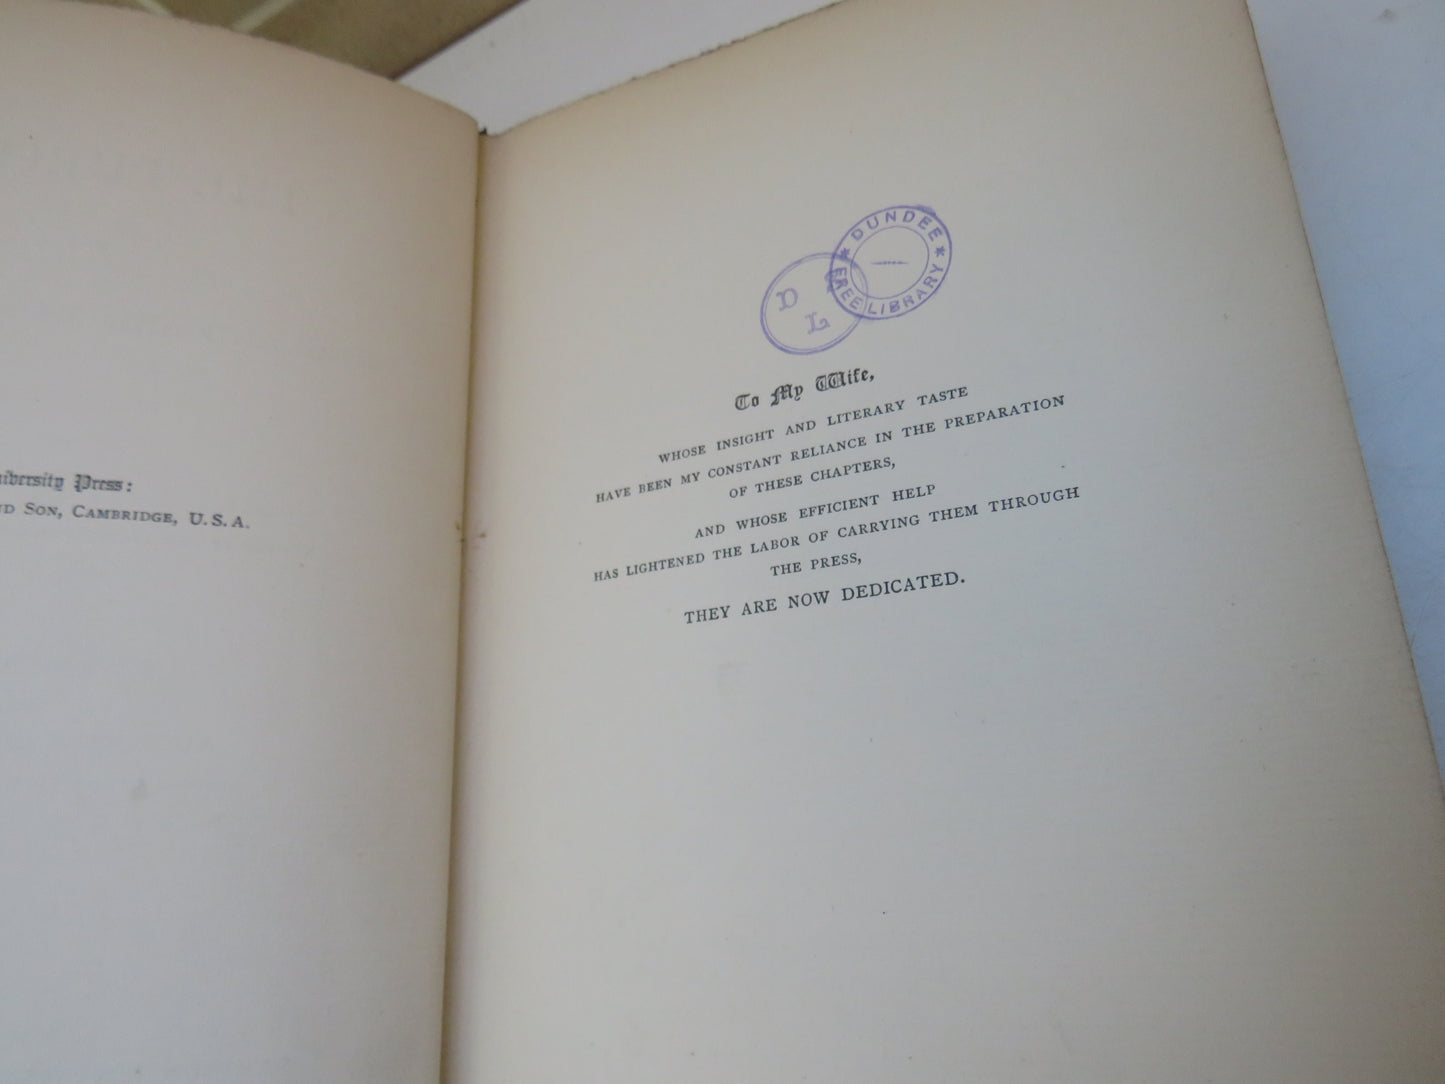 Press:
Son, Cambridge, U.S.A.
DUNDEE
FREE LIBRARY
D
L
To My Wife,
WHOSE INSIGHT AND LITERARY TASTE
HAVE BEEN MY CONSTANT RELIANCE IN THE PREPARATION
OF THESE CHAPTERS,
AND WHOSE EFFICIENT HELP
HAS LIGHTENED THE LABOR OF CARRYING THEM THROUGH
THE PRESS,
THEY ARE NOW DEDICATED.